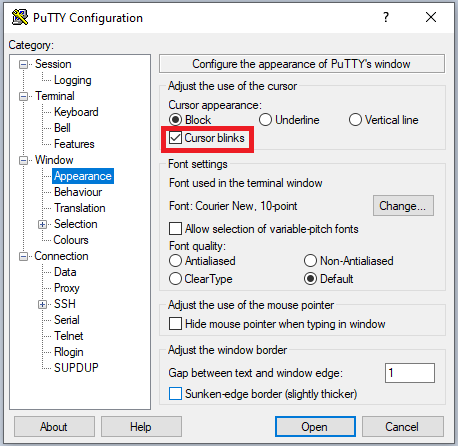 PuTTY Configuration
Category:
Session
Logging
Terminal
Keyboard
Bell
Features
Window
Appearance
Behaviour
Translation
Selection
Colours
Connection
Data
Proxy
SSH
Serial
Telnet
Rlogin
SUPDUP
Configure the appearance of PuTTY's window
Adjust the use of the cursor
Cursor appearance:
Block Underline Vertical line
Cursor blinks
Font settings
Font used in the terminal window
Font: Courier New, 10-point Change...
Allow selection of variable-pitch fonts
Font quality:
Antialiased Non-Antialiased
ClearType Default
Adjust the use of the mouse pointer
Hide mouse pointer when typing in window
Adjust the window border
Gap between text and window edge: 1
Sunken-edge border (slightly thicker)
About Help Open Cancel